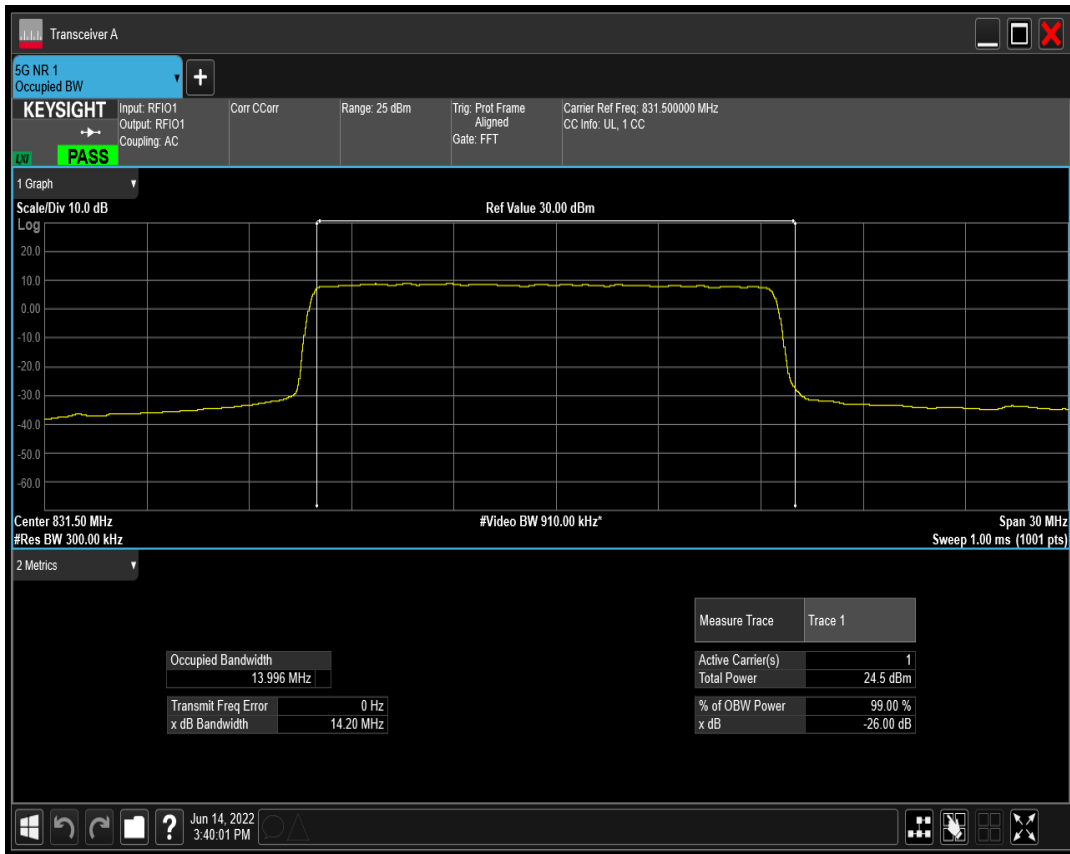 Transceiver A
5G NR 1
Occupied BW
+
KEYSIGHT
LXI
PASS
Input: RFIO1
Output: RFIO1
Coupling: AC
Corr CCorr
Range: 25 dBm
Trig: Prot Frame
Aligned
Gate: FFT
Carrier Ref Freq: 831.500000 MHz
CC Info: UL, 1 CC
1 Graph
Scale/Div 10.0 dB
Ref Value 30.00 dBm
Log
20.0
10.0
0.00
-10.0
-20.0
-30.0
-40.0
-50.0
-60.0
Center 831.50 MHz
#Video BW 910.00 kHz*
Span 30 MHz
#Res BW 300.00 kHz
Sweep 1.00 ms (1001 pts)
2 Metrics
Measure Trace Trace 1
Occupied Bandwidth
13.996 MHz
Active Carrier(s) 1
Total Power 24.5 dBm
Transmit Freq Error 0 Hz
x dB Bandwidth 14.20 MHz
% of OBW Power 99.00 %
x dB -26.00 dB
?
Jun 14, 2022
3:40:01 PM